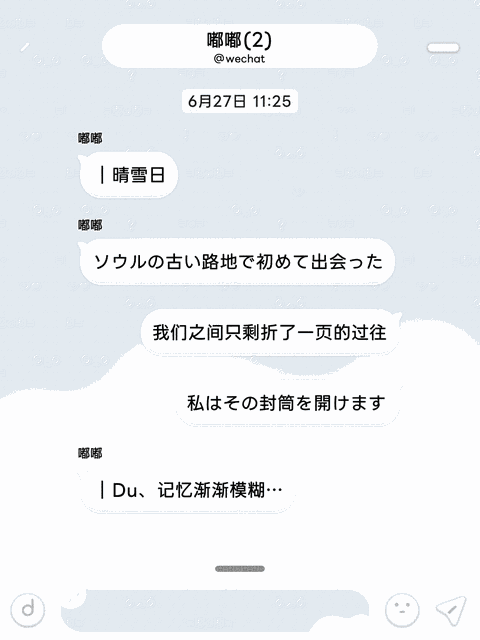 嘟嘟(2)
@wechat
6月27日 11:25
嘟嘟
| 晴雪日
嘟嘟
ソウルの古い路地で初めて出会った
我们之间只剩折了一页的过往
私はその封筒を開けます
嘟嘟
| Du、记忆渐渐模糊…
d